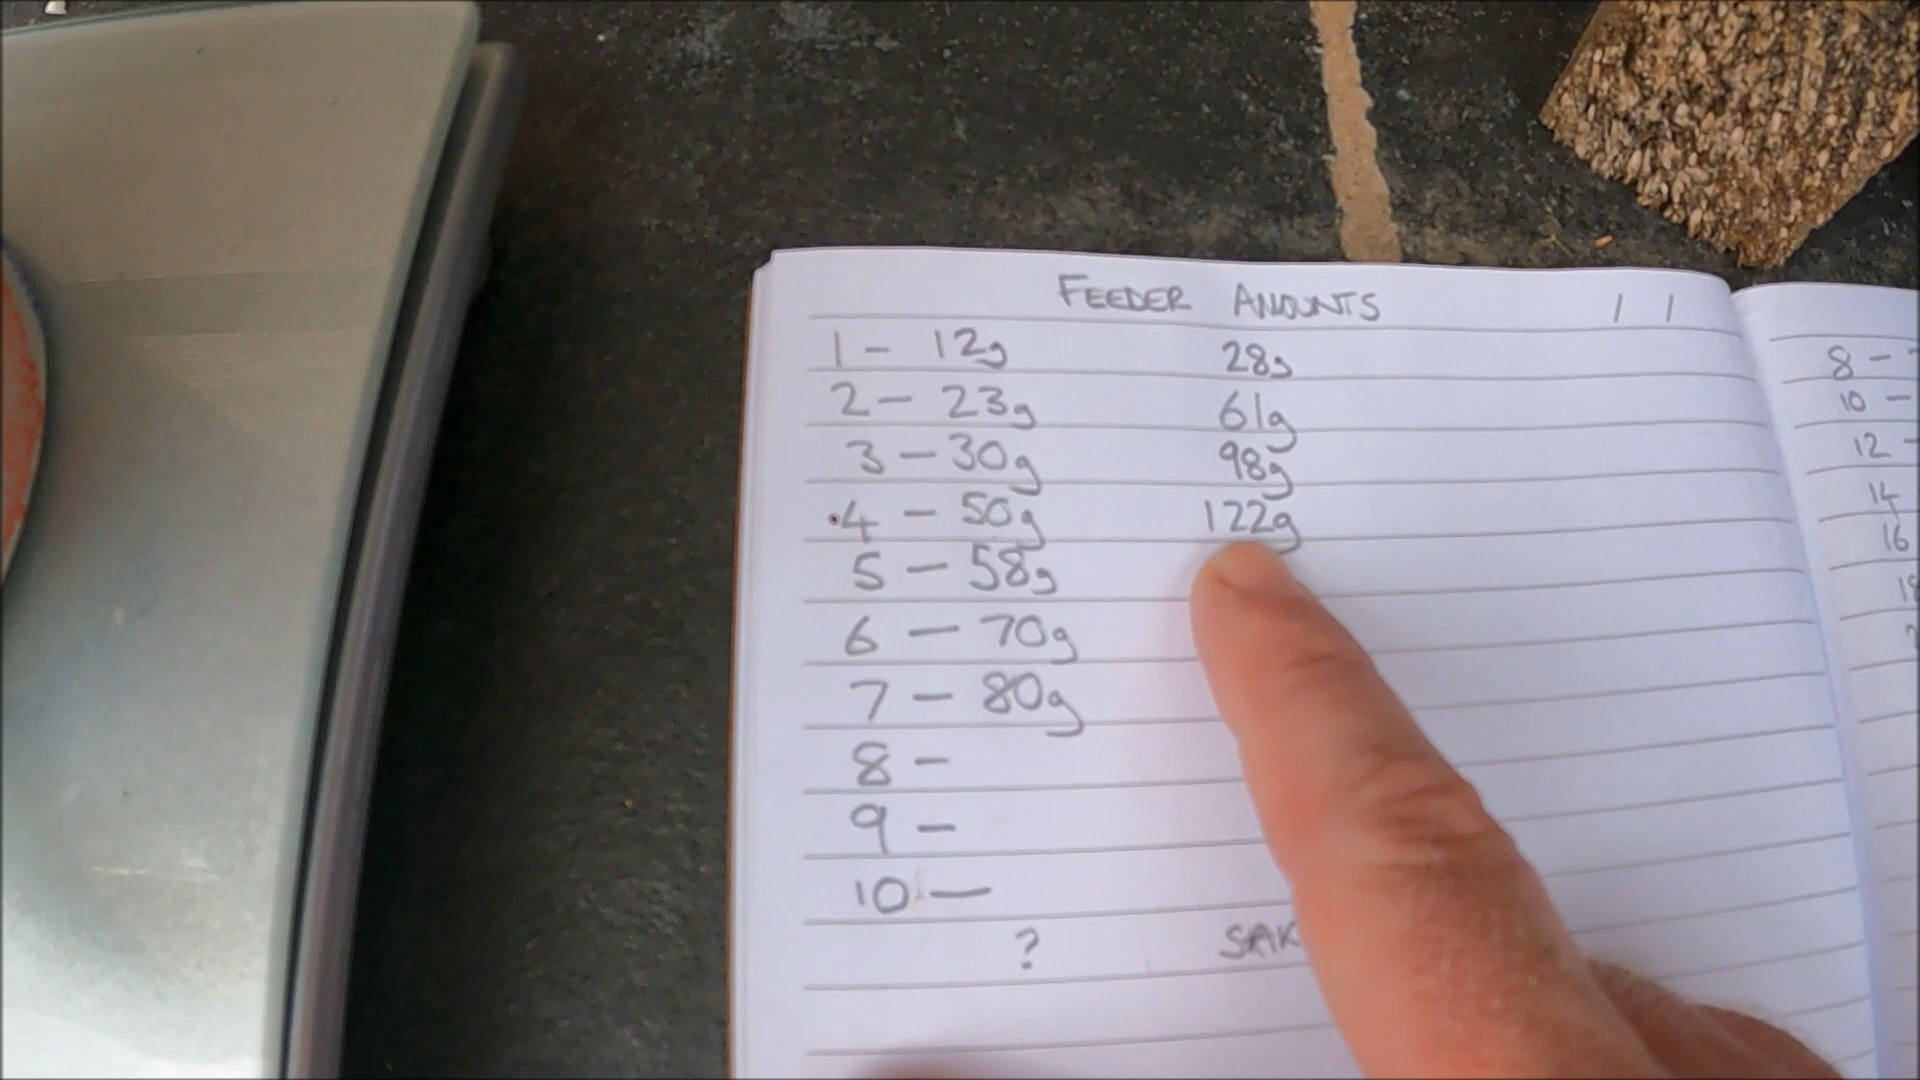 FEEDER AMOUNTS 11
1 - 12g 28g
2 - 23g 61g
3 - 30g 98g
4 - 50g 122g
5 - 58g
6 - 70g
7 - 80g
8 -
9 -
10 -
?
8 -
10 -
12 -
14
16